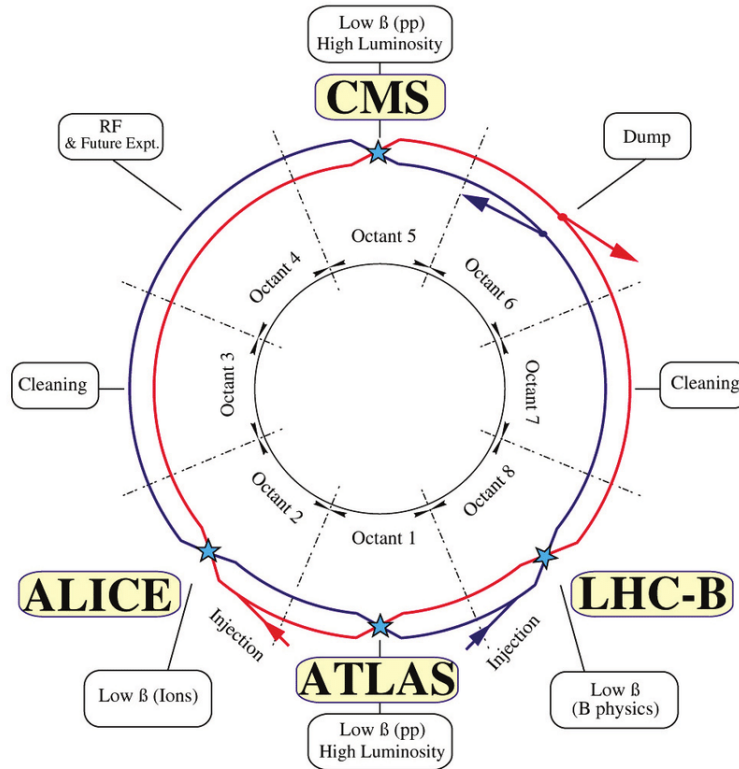 Low ß (pp)
High Luminosity
CMS
RF
& Future Expt.
Dump
Octant 5
Octant 4
Octant 6
Cleaning
Octant 3
Octant 7
Cleaning
Octant 2
Octant 8
Octant 1
ALICE
LHC-B
Injection
Injection
ATLAS
Low ß (Ions)
Low ß
(B physics)
Low ß (pp)
High Luminosity